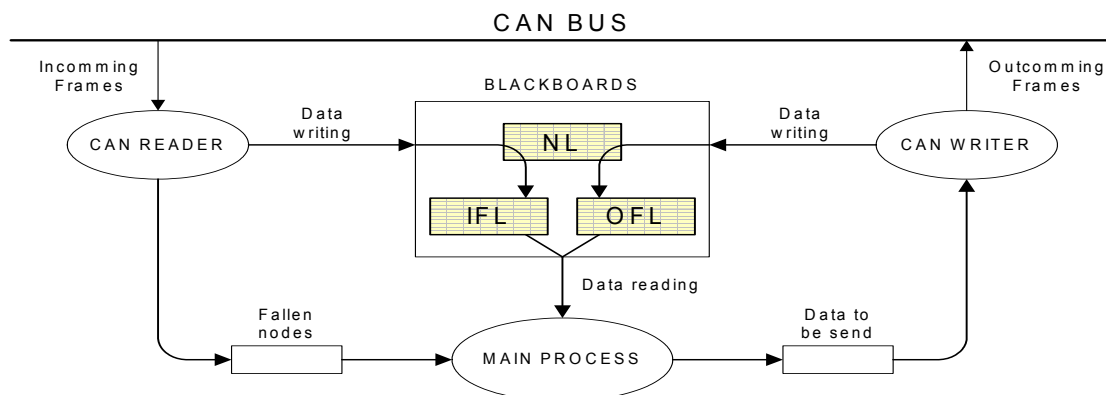 CAN BUS
Incomming
Frames
Outcomming
Frames
BLACKBOARDS
Data
writing
Data
writing
CAN READER
NL
CAN WRITER
IFL
OFL
Data reading
Fallen
nodes
Data to
be send
MAIN PROCESS